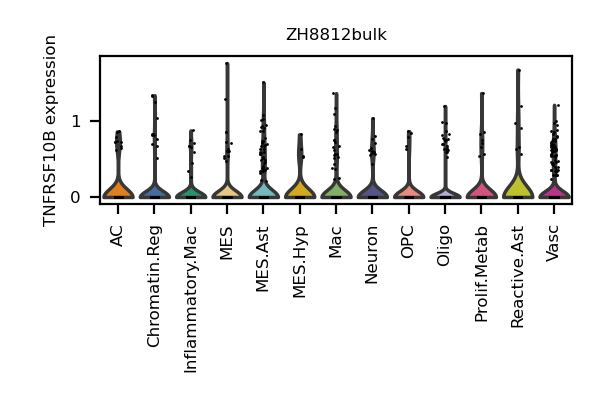 ZH8812bulk
TNFRSF10B expression
1
0
AC
Chromatin.Reg
Inflammatory.Mac
MES
MES.Ast
MES.Hyp
Mac
Neuron
OPC
Oligo
Prolif.Metab
Reactive.Ast
Vasc